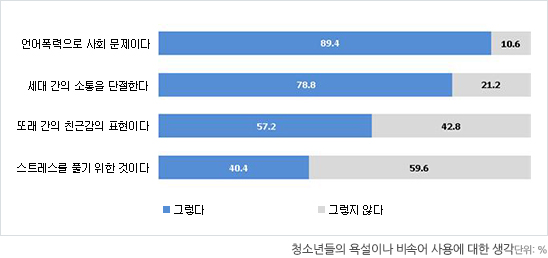 언어폭력으로 사회 문제이다 89.4 10.6
세대 간의 소통을 단절한다 78.8 21.2
또래 간의 친근감의 표현이다 57.2 42.8
스트레스를 풀기 위한 것이다 40.4 59.6
그렇다 그렇지 않다
청소년들의 욕설이나 비속어 사용에 대한 생각단위: %